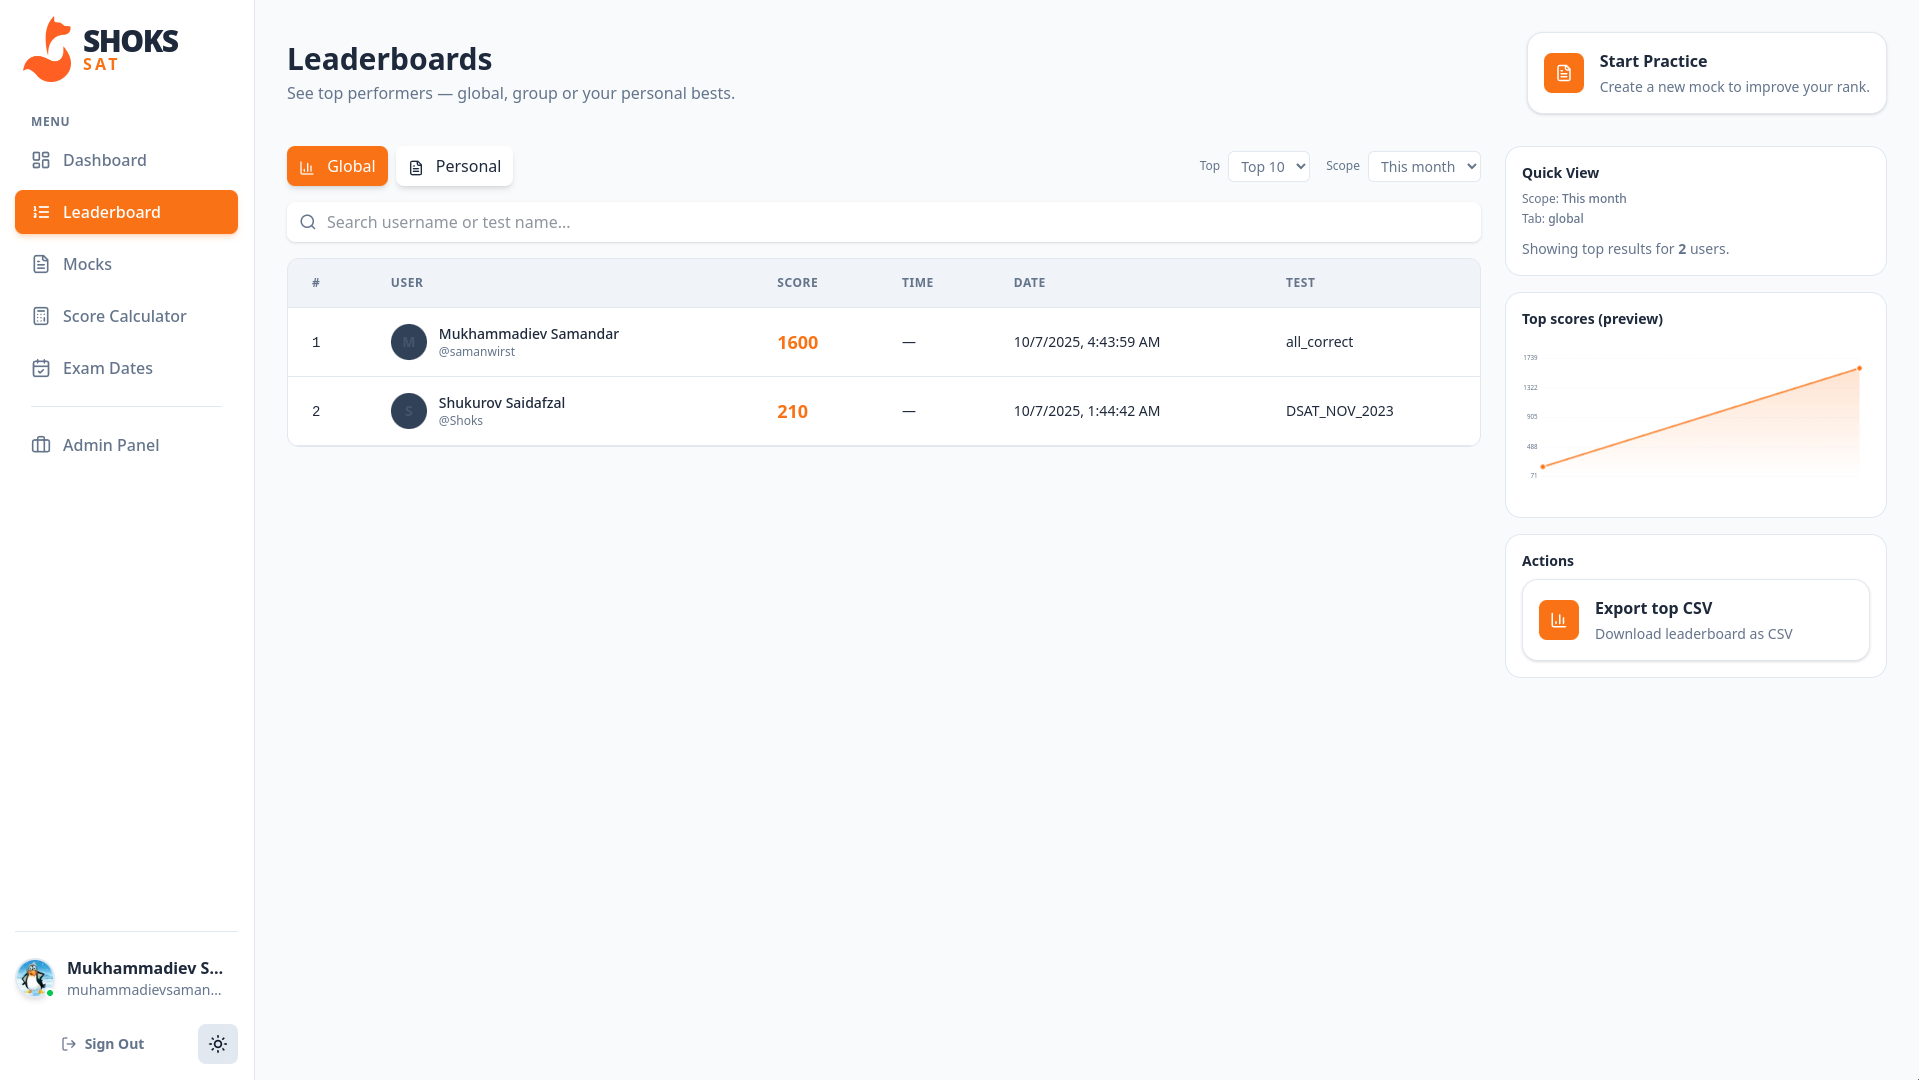 SHOKS
SAT
MENU
Dashboard
Leaderboard
Mocks
Score Calculator
Exam Dates
Admin Panel
Mukhammadiev S...
muhammadievsaman...
Sign Out
Leaderboards
See top performers — global, group or your personal bests.
Start Practice
Create a new mock to improve your rank.
Global Personal Top Top 10 Scope This month
Search username or test name...
# USER SCORE TIME DATE TEST
1 M Mukhammadiev Samandar 1600 — 10/7/2025, 4:43:59 AM all_correct
@samanwirst
2 S Shukurov Saidafzal 210 — 10/7/2025, 1:44:42 AM DSAT_NOV_2023
@Shoks
Quick View
Scope: This month
Tab: global
Showing top results for 2 users.
Top scores (preview)
1739
1322
905
488
71
Actions
Export top CSV
Download leaderboard as CSV